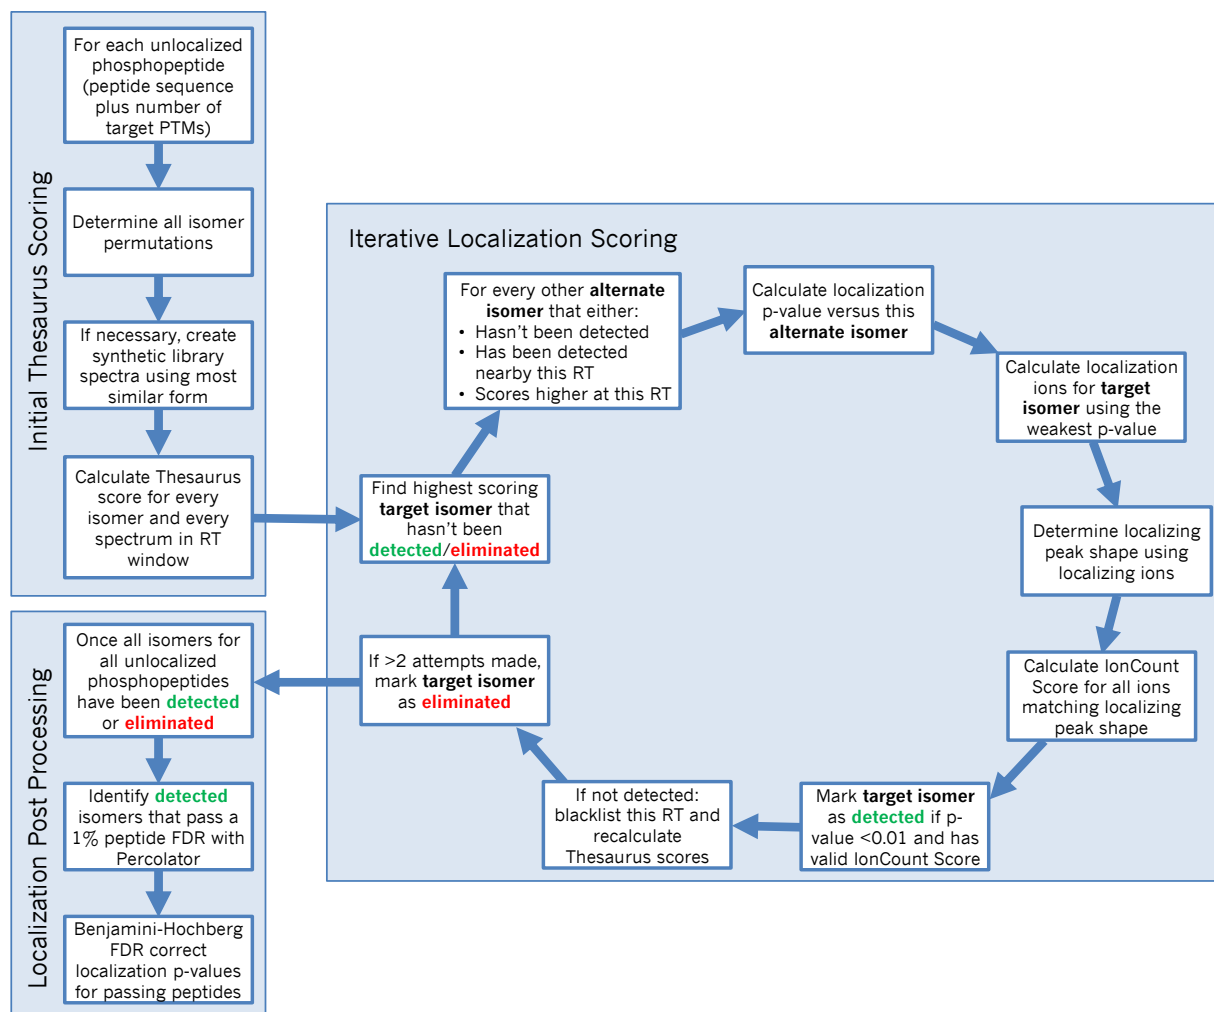 Initial Thesaurus Scoring
For each unlocalized
phosphopeptide
(peptide sequence
plus number of
target PTMs)
Determine all isomer
permutations
If necessary, create
synthetic library
spectra using most
similar form
Calculate Thesaurus
score for every
isomer and every
spectrum in RT
window
Iterative Localization Scoring
Find highest scoring
target isomer that
hasn't been
detected/eliminated
For every other alternate
isomer that either:
• Hasn't been detected
• Has been detected
nearby this RT
• Scores higher at this RT
Calculate localization
p-value versus this
alternate isomer
Calculate localization
ions for target
isomer using the
weakest p-value
Determine localizing
peak shape using
localizing ions
Calculate IonCount
Score for all ions
matching localizing
peak shape
Mark target isomer
as detected if p-
value <0.01 and has
valid IonCount Score
If not detected:
blacklist this RT and
recalculate
Thesaurus scores
If >2 attempts made,
mark target isomer
as eliminated
Localization Post Processing
Once all isomers for
all unlocalized
phosphopeptides
have been detected
or eliminated
Identify detected
isomers that pass a
1% peptide FDR with
Percolator
Benjamini-Hochberg
FDR correct
localization p-values
for passing peptides